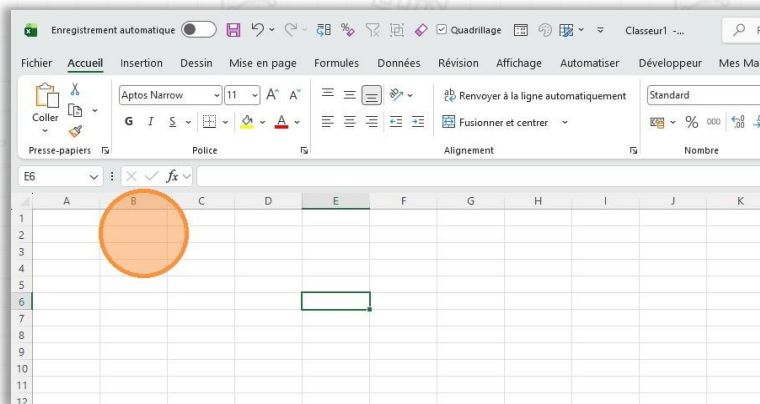 Enregistrement automatique Quadrillage Classeur1 -...
Fichier Accueil Insertion Dessin Mise en page Formules Données Révision Affichage Automatiser Développeur Mes Ma
Aptos Narrow 11 Renvoyer à la ligne automatiquement Standard
Coller
G I S A Fusionner et centrer % 000
Presse-papiers Police Alignement Nombre
E6 fx
A B C D E F G H I J K
1
2
3
4
5
6
7
8
9
10
11
12